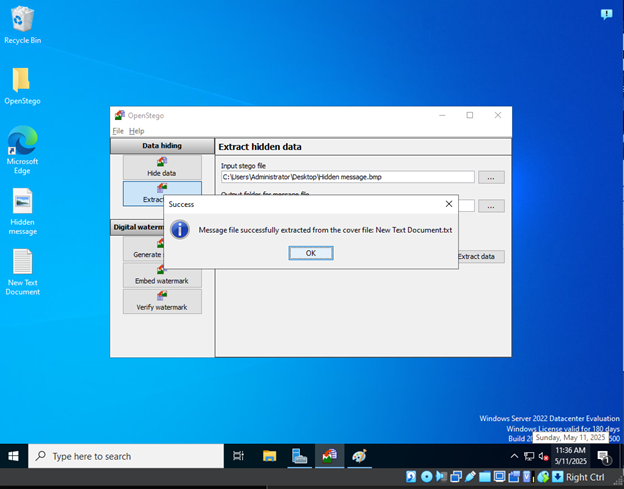 Recycle Bin
OpenStego
Microsoft
Edge
Hidden
message
New Text
Document
OpenStego
File Help
Data hiding
Hide data
Extrac
Digital watern
Generate
Embed watermark
Verify watermark
Extract hidden data
Input stego file
C:\Users\Administrator\Desktop\Hidden message.bmp
...
Output folder for message file
...
Extract data
Success
Message file successfully extracted from the cover file: New Text Document.txt
OK
Windows Server 2022 Datacenter Evaluation
Windows License valid for 180 days
Build 20
500
Sunday, May 11, 2025
Type here to search
11:36 AM
5/11/2025
1
Right Ctrl